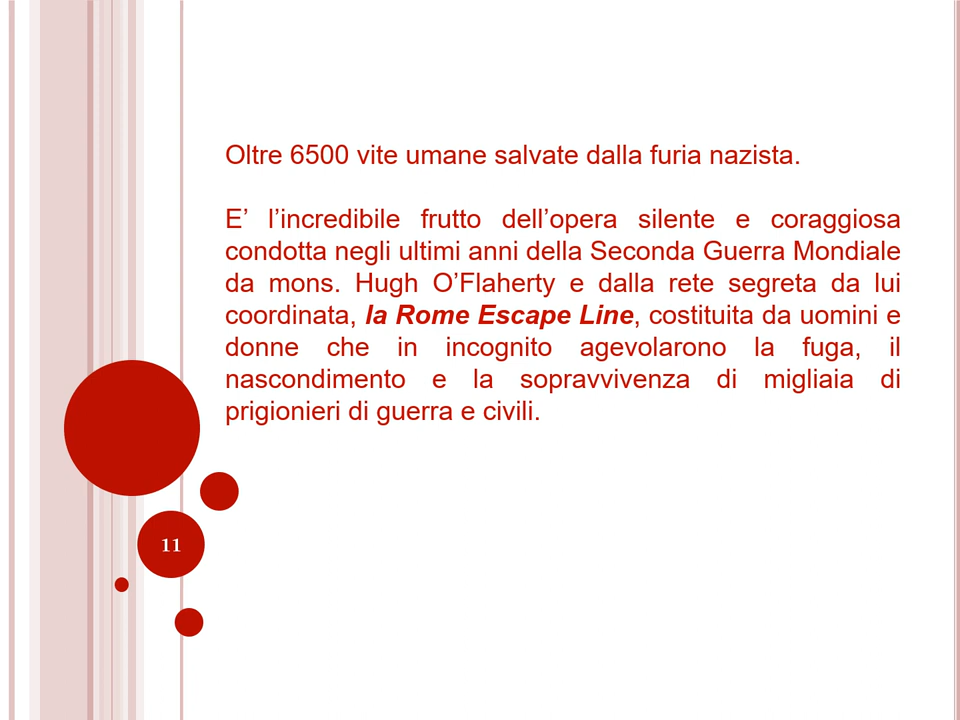 Oltre 6500 vite umane salvate dalla furia nazista.
E’ l’incredibile frutto dell’opera silente e coraggiosa
condotta negli ultimi anni della Seconda Guerra Mondiale
da mons. Hugh O’Flaherty e dalla rete segreta da lui
coordinata, la Rome Escape Line, costituita da uomini e
donne che in incognito agevolarono la fuga, il
nascondimento e la sopravvivenza di migliaia di
prigionieri di guerra e civili.
11